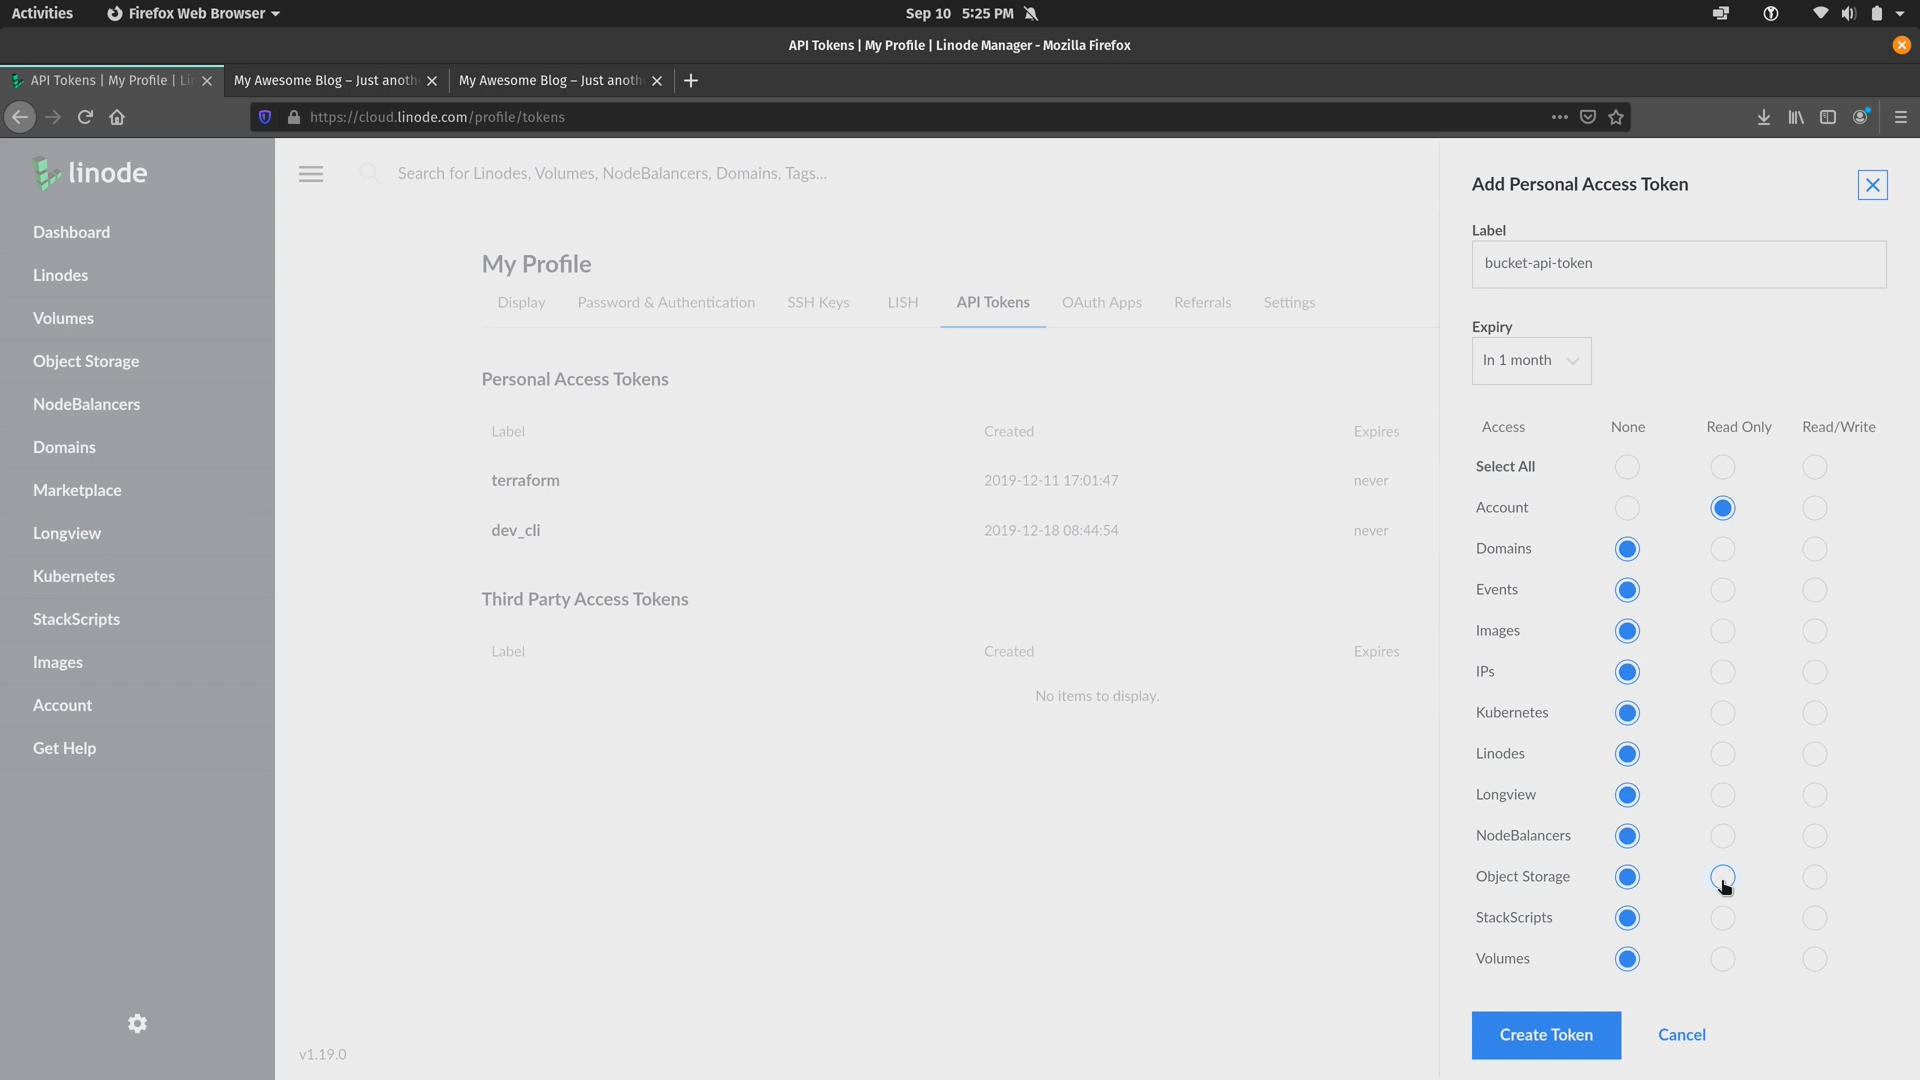 Activities
Firefox Web Browser
Sep 10 5:25 PM
API Tokens | My Profile | Linode Manager - Mozilla Firefox
API Tokens | My Profile | Li
My Awesome Blog – Just anoth
My Awesome Blog – Just anoth
https://cloud.linode.com/profile/tokens
linode
Dashboard
Linodes
Volumes
Object Storage
NodeBalancers
Domains
Marketplace
Longview
Kubernetes
StackScripts
Images
Account
Get Help
Search for Linodes, Volumes, NodeBalancers, Domains, Tags...
My Profile
Display Password & Authentication SSH Keys LISH API Tokens OAuth Apps Referrals Settings
Personal Access Tokens
Label Created Expires
terraform 2019-12-11 17:01:47 never
dev_cli 2019-12-18 08:44:54 never
Third Party Access Tokens
Label Created Expires
No items to display.
v1.19.0
Add Personal Access Token
Label
bucket-api-token
Expiry
In 1 month
Access None Read Only Read/Write
Select All
Account
Domains
Events
Images
IPs
Kubernetes
Linodes
Longview
NodeBalancers
Object Storage
StackScripts
Volumes
Create Token Cancel